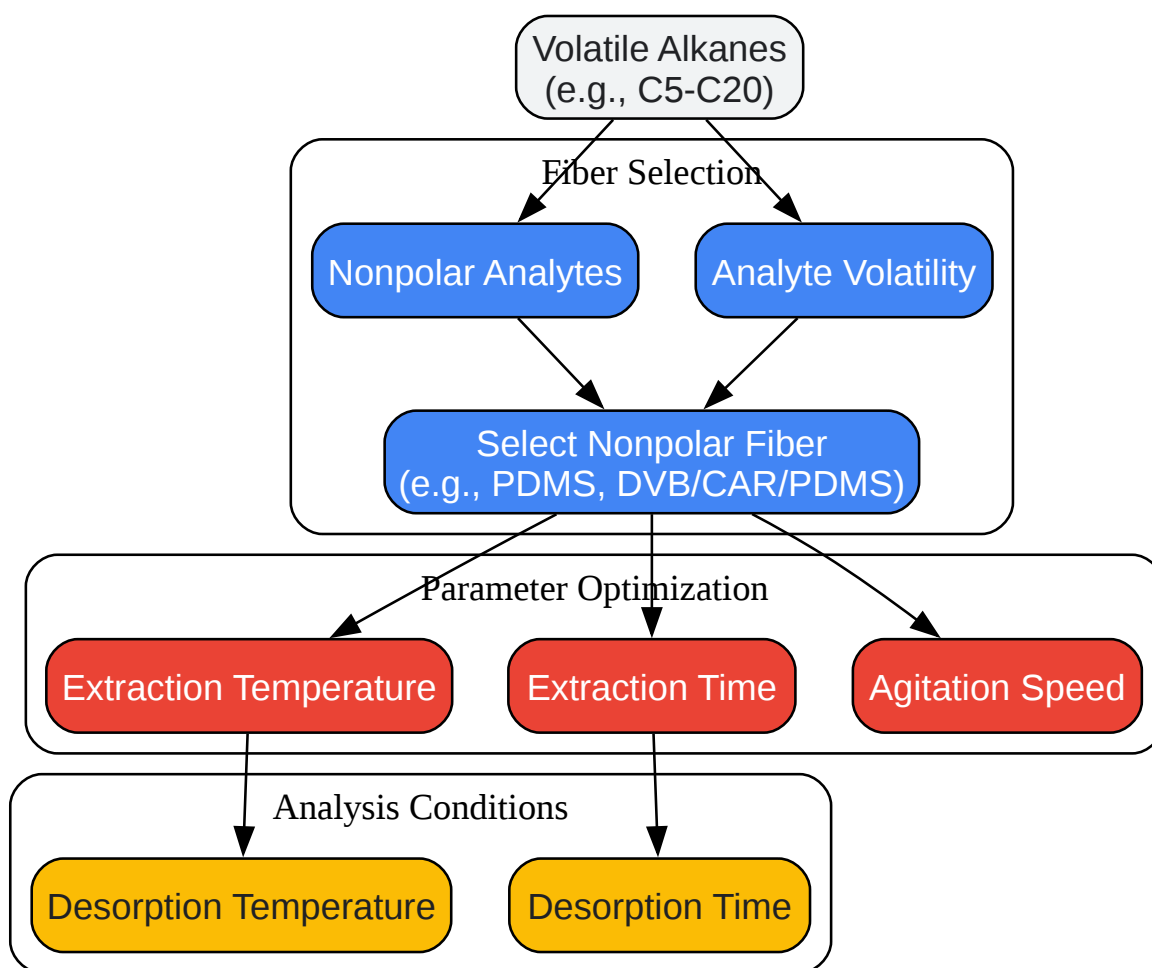 Volatile Alkanes
(e.g., C5-C20)
Fiber Selection
Nonpolar Analytes
Analyte Volatility
Select Nonpolar Fiber
(e.g., PDMS, DVB/CAR/PDMS)
Parameter Optimization
Extraction Temperature
Extraction Time
Agitation Speed
Analysis Conditions
Desorption Temperature
Desorption Time